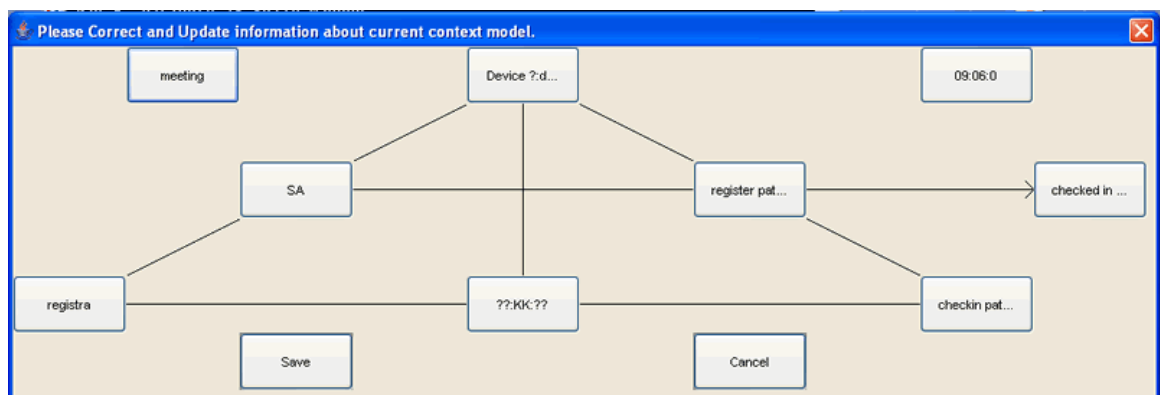 Please Correct and Update information about current context model.
meeting
Device ?:d...
09:06:0
SA
register pat...
checked in ...
registra
??:KK:??
checkin pat...
Save
Cancel